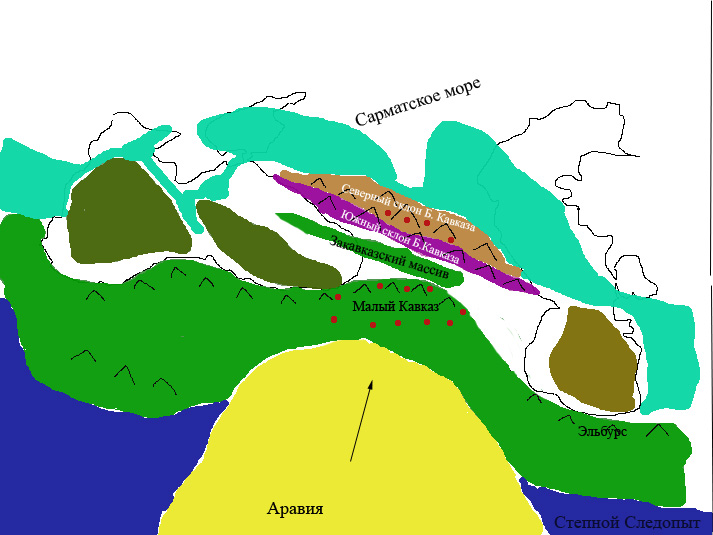 Сарматское море
Северный склон Б. Кавказа
Южный склон Б.Кавказа
Закавказский массив
Малый Кавказ
Эльбурс
Аравия
Степной Следопыт